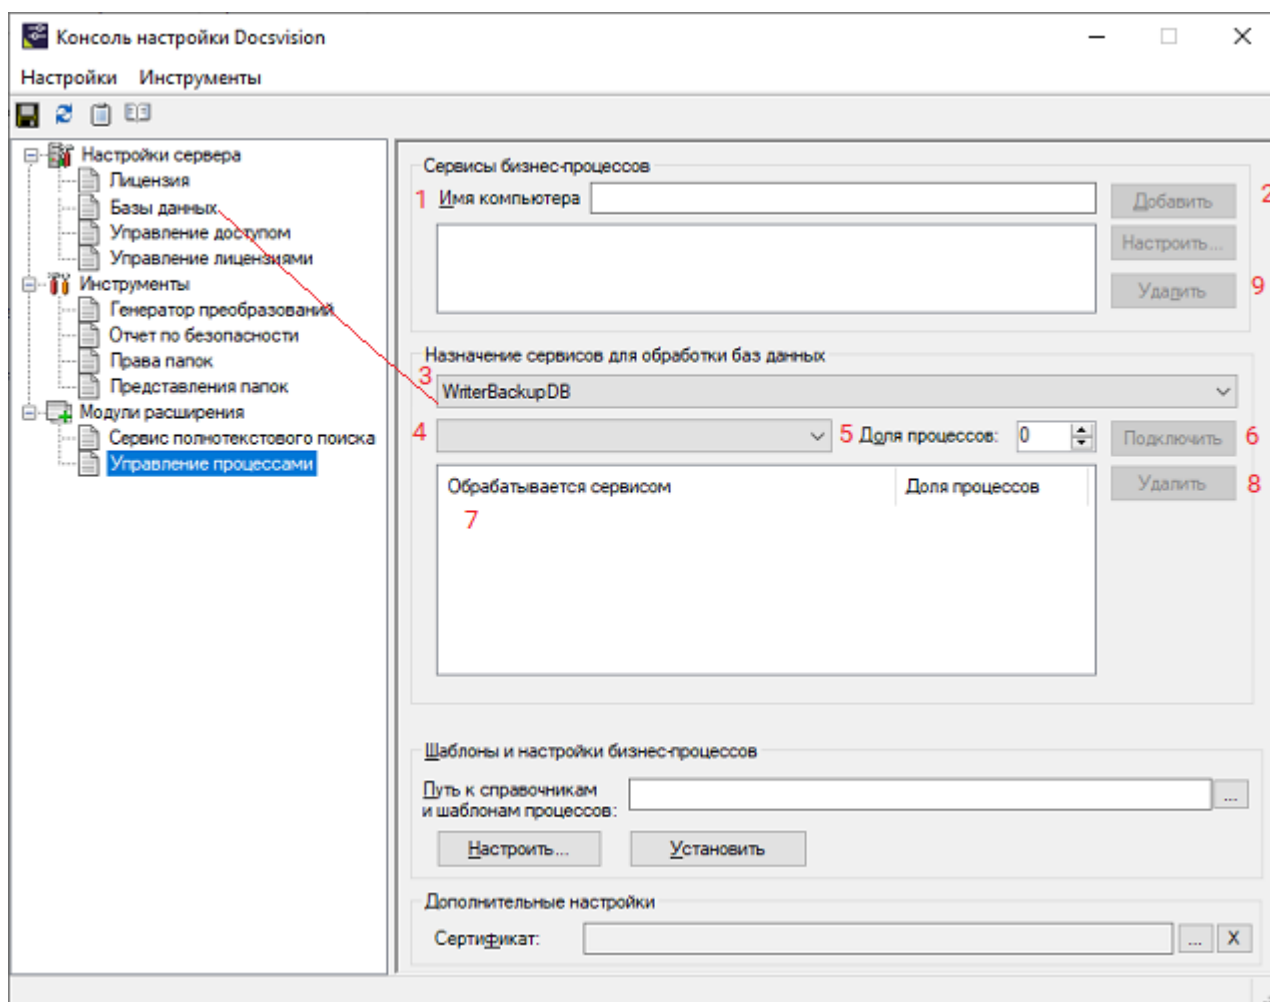 Консоль настройки Docsvision
Настройки Инструменты
Настройки сервера
Лицензия
Базы данных
Управление доступом
Управление лицензиями
Инструменты
Генератор преобразований
Отчет по безопасности
Права папок
Представления папок
Модули расширения
Сервис полнотекстового поиска
Управление процессами
Сервисы бизнес-процессов
1 Имя компьютера Добавить 2
Настроить...
Удалить 9
Назначение сервисов для обработки баз данных
3 WriterBackupDB
4 5 Доля процессов: 0 Подключить 6
Обрабатывается сервисом Доля процессов Удалить 8
7
Шаблоны и настройки бизнес-процессов
Путь к справочникам
и шаблонам процессов: ...
Настроить... Установить
Дополнительные настройки
Сертификат: ... X